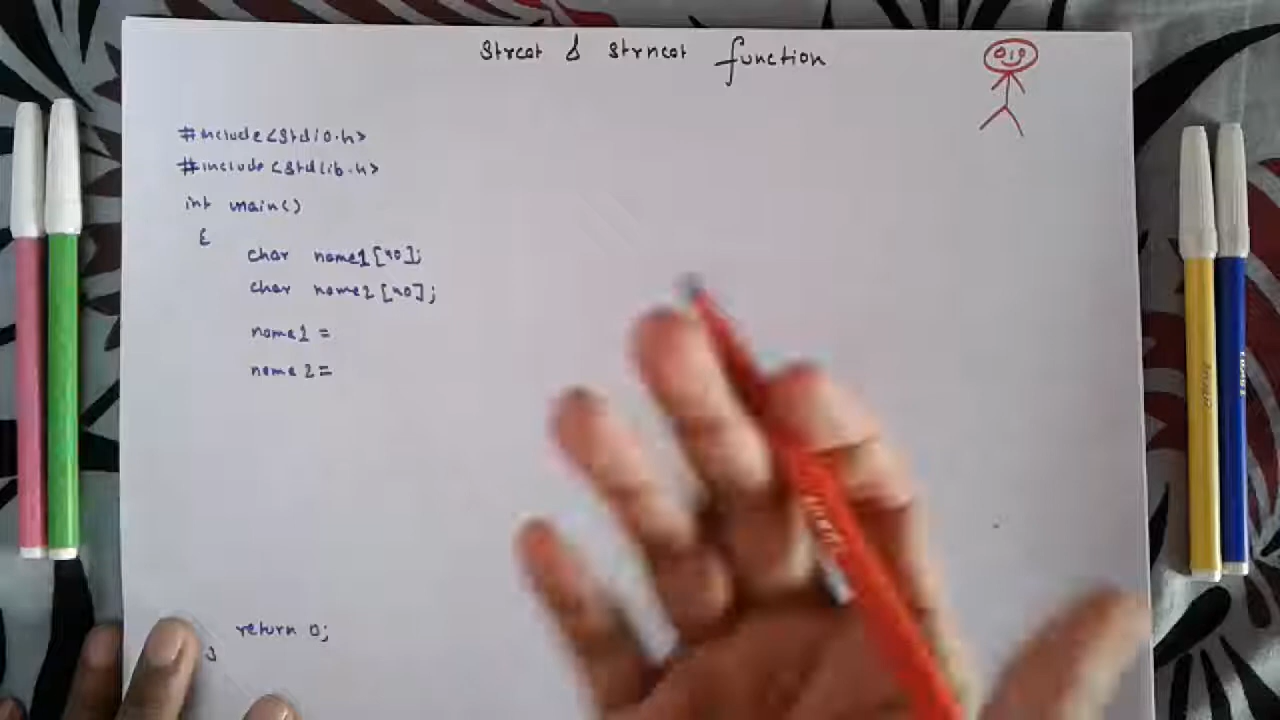 strcat & strncat function
#include<stdio.h>
#include<stdlib.h>
int main()
{
char name1[40];
char name2[40];
name1 =
name2 =
return 0;
}